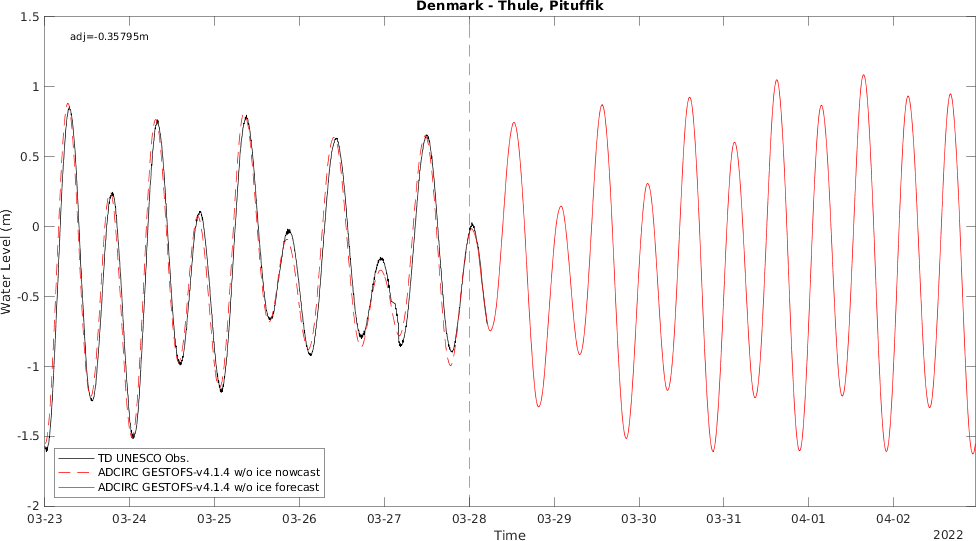 Denmark - Thule, Pituffik
adj=-0.35795m
1.5
1
0.5
0
-0.5
-1
-1.5
-2
Water Level (m)
TD UNESCO Obs.
ADCIRC GESTOFS-v4.1.4 w/o ice nowcast
ADCIRC GESTOFS-v4.1.4 w/o ice forecast
03-23 03-24 03-25 03-26 03-27 03-28 03-29 03-30 03-31 04-01 04-02
Time
2022